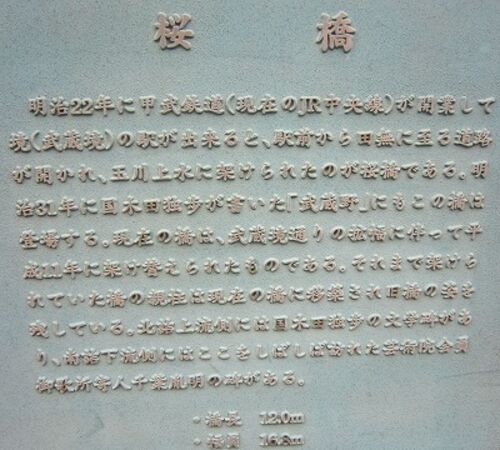 桜橋
明治22年に甲武鉄道(現在のJR中央線)が開業して
境(武蔵境)の駅が出来ると、駅前から田無に至る道路
が開かれ、玉川上水に架けられたのが桜橋である。明
治31年に国木田独歩が書いた「武蔵野」にもこの橋は
登場する。現在の橋は、武蔵境通りの拡幅に伴って平
成11年に架け替えられたものである。それまで架けら
れていた橋の親柱は現在の橋に移築され旧橋の姿を
残している。北詰上流側には国木田独歩の文学碑があ
り、南詰下流側にはここをしばしば訪れた芸術院会員
御歌所寄人千葉胤明の碑がある。
・橋長 12.0m
・幅員 16.8m